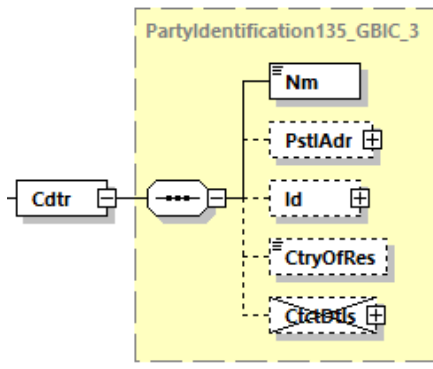 PartyIdentification135_GBIC_3
Nm
PstlAdr
Cdtr
Id
CtryOfRes
CtctDtls